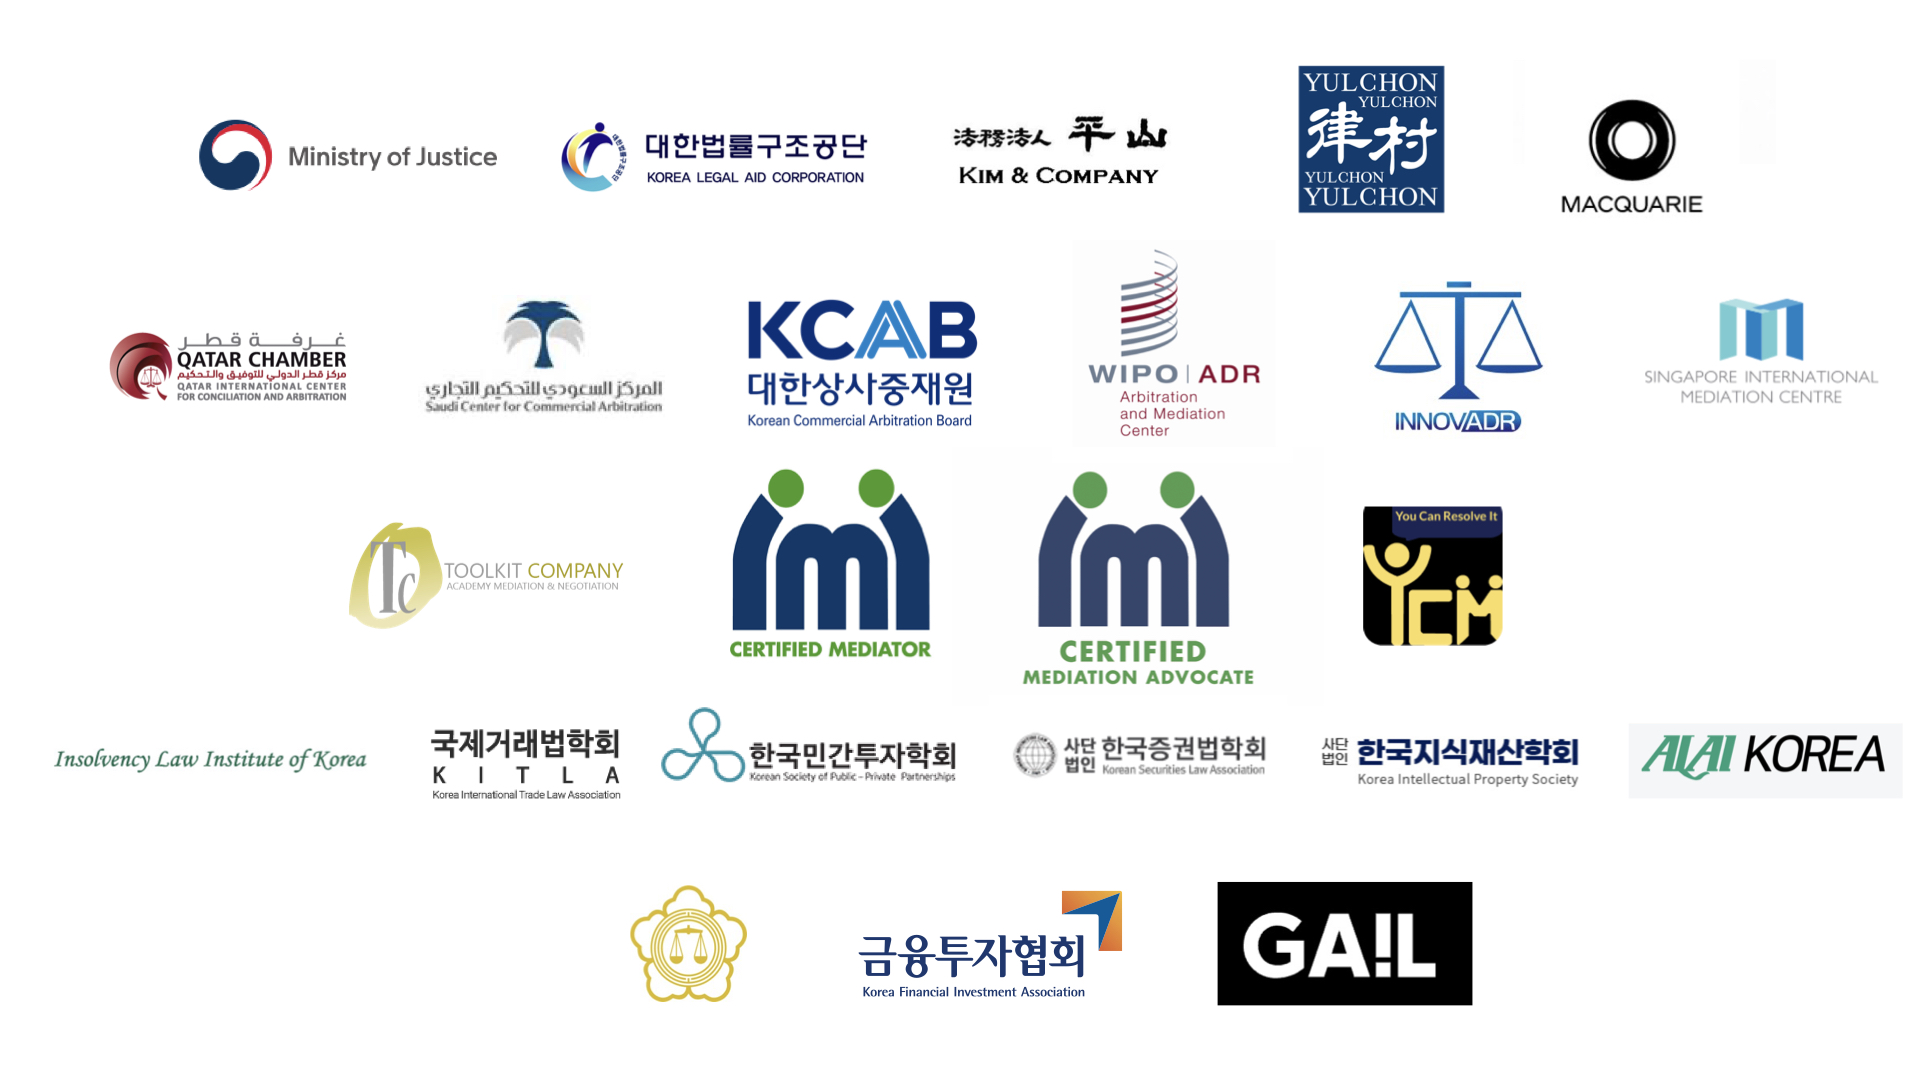 Ministry of Justice
대한법률구조공단
KOREA LEGAL AID CORPORATION
法務法人 平山
KIM & COMPANY
YULCHON
YULCHON
律村
YULCHON
YULCHON
MACQUARIE
غرفة قطر
QATAR CHAMBER
مركز قطر الدولي للتوفيق والتحكيم
QATAR INTERNATIONAL CENTER
FOR CONCILIATION AND ARBITRATION
المركز السعودي للتحكيم التجاري
Saudi Center for Commercial Arbitration
KCAB
대한상사중재원
Korean Commercial Arbitration Board
WIPO | ADR
Arbitration
and Mediation
Center
INNOVADR
SINGAPORE INTERNATIONAL
MEDIATION CENTRE
Tc
TOOLKIT COMPANY
ACADEMY MEDIATION & NEGOTIATION
imi
CERTIFIED MEDIATOR
imi
CERTIFIED
MEDIATION ADVOCATE
You Can Resolve It
YCM
Insolvency Law Institute of Korea
국제거래법학회
KITLA
Korea International Trade Law Association
한국민간투자학회
Korean Society of Public-Private Partnerships
사단법인 한국증권법학회
Korean Securities Law Association
사단법인 한국지식재산학회
Korea Intellectual Property Society
ALAI KOREA
금융투자협회
Korea Financial Investment Association
GA!L